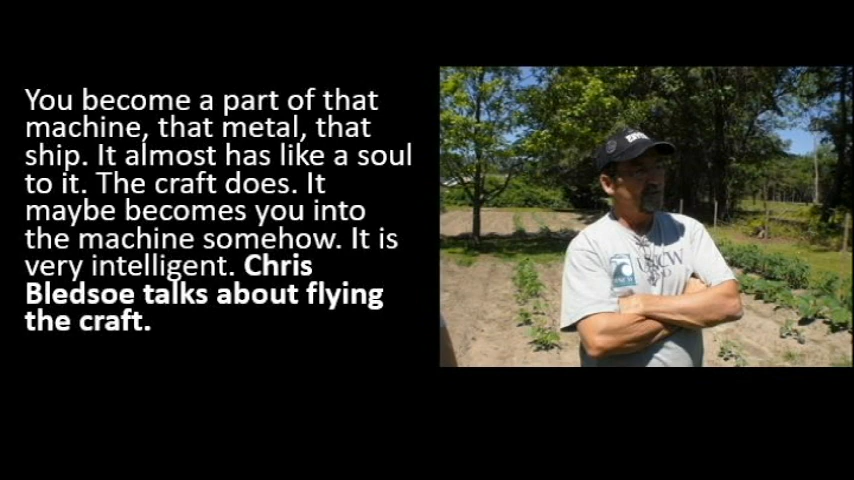 You become a part of that
machine, that metal, that
ship. It almost has like a soul
to it. The craft does. It
maybe becomes you into
the machine somehow. It is
very intelligent. Chris
Bledsoe talks about flying
the craft.